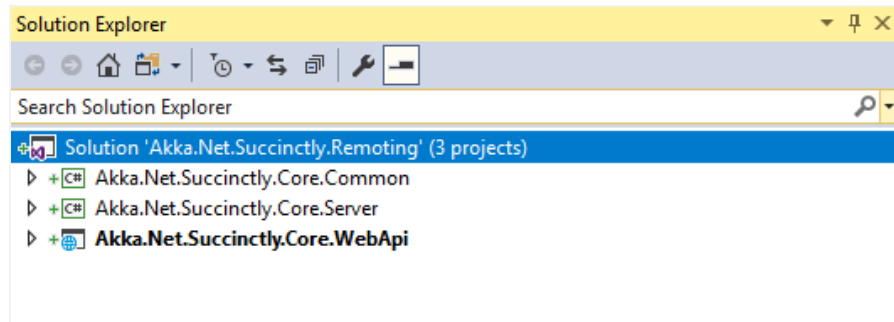 Solution Explorer
Search Solution Explorer
Solution 'Akka.Net.Succinctly.Remoting' (3 projects)
C# Akka.Net.Succinctly.Core.Common
C# Akka.Net.Succinctly.Core.Server
Akka.Net.Succinctly.Core.WebApi